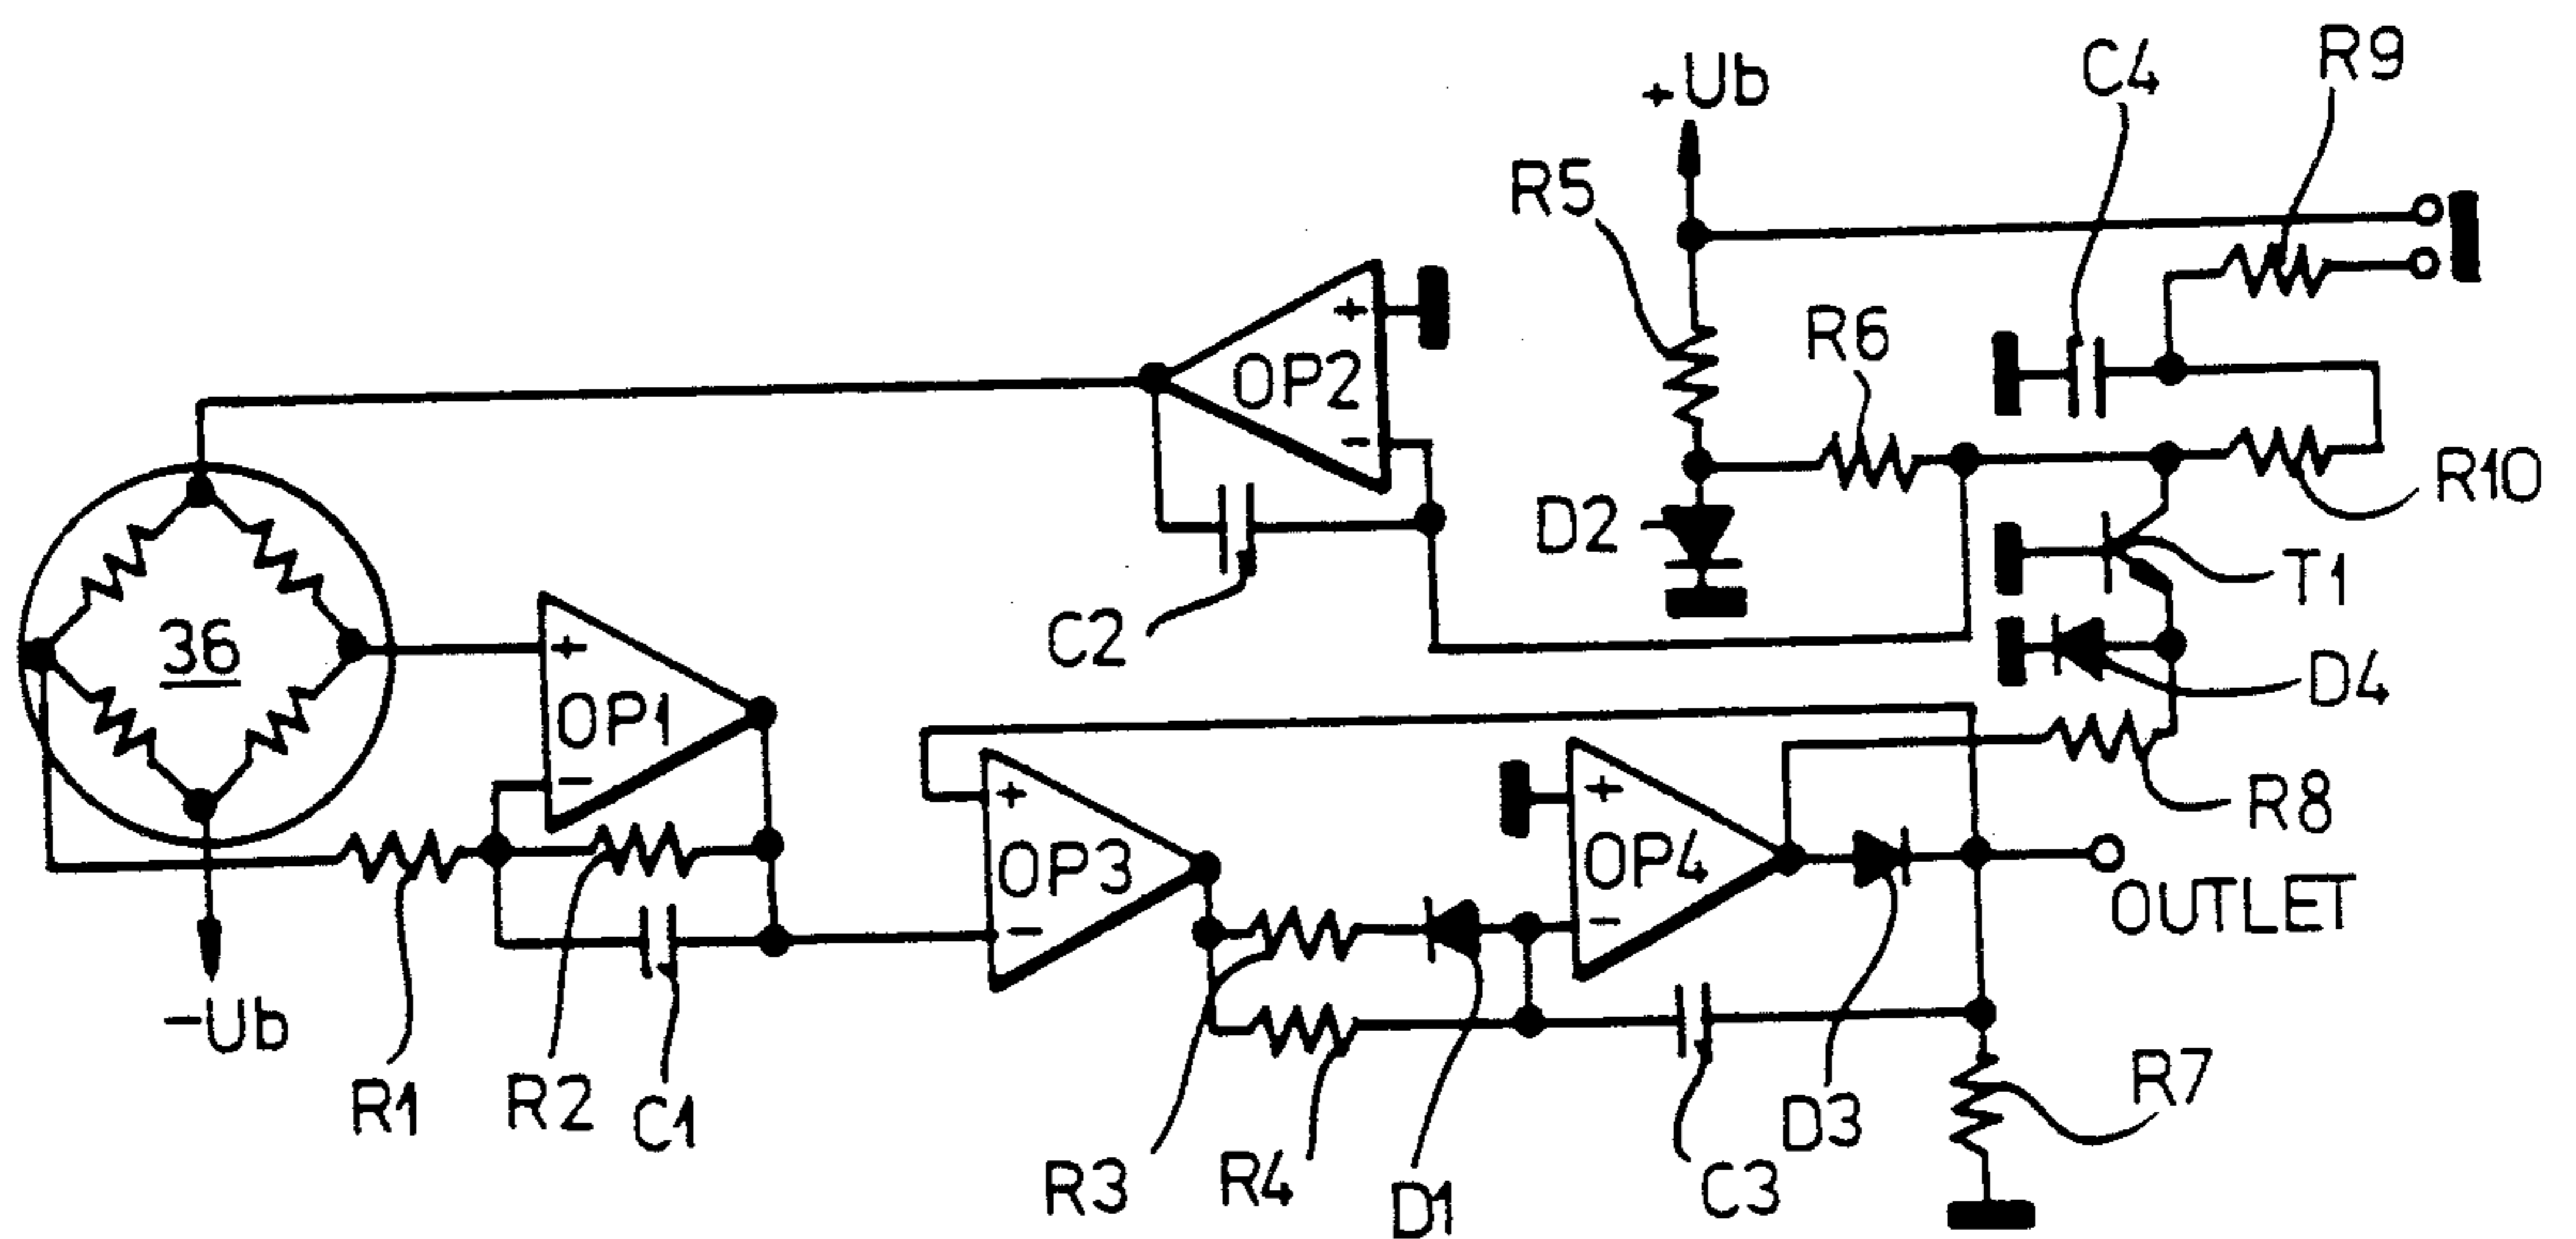 R9
C4
+Ub
R5
R6
+
OP2
-
R10
D2
T1
C2
36
+
OP1
-
D4
+
OP3
-
+
OP4
-
R8
OUTLET
-Ub
R1
R2
C1
R3
R4
D1
C3
D3
R7